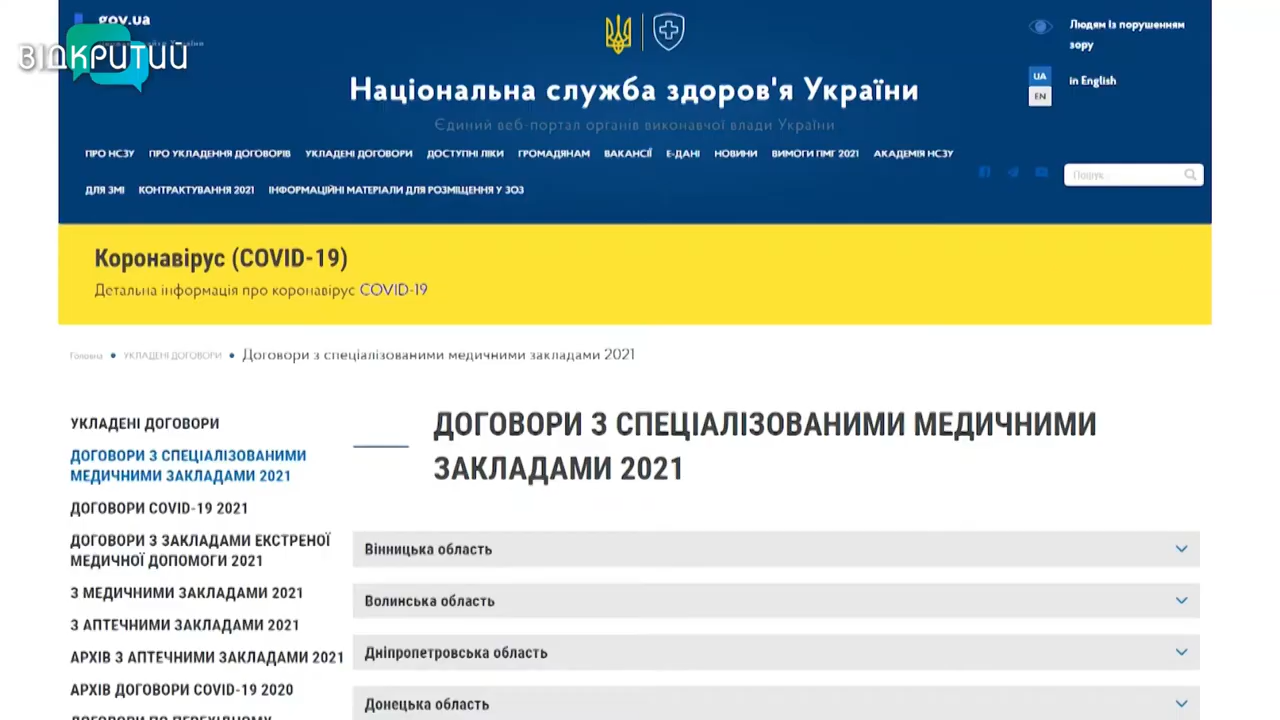 gov.ua
ВІДКРИТИЙ
Людям із порушенням
зору
UA
EN
in English
Національна служба здоров'я України
Єдиний веб-портал органів виконавчої влади України
ПРО НСЗУ ПРО УКЛАДЕННЯ ДОГОВОРІВ УКЛАДЕНІ ДОГОВОРИ ДОСТУПНІ ЛІКИ ГРОМАДЯНАМ ВАКАНСІЇ Е-ДАНІ НОВИНИ ВИМОГИ ПМГ 2021 АКАДЕМІЯ НСЗУ
ДЛЯ ЗМІ КОНТРАКТУВАННЯ 2021 ІНФОРМАЦІЙНІ МАТЕРІАЛИ ДЛЯ РОЗМІЩЕННЯ У ЗОЗ
Пошук
Коронавірус (COVID-19)
Детальна інформація про коронавірус COVID-19
Головна • УКЛАДЕНІ ДОГОВОРИ • Договори з спеціалізованими медичними закладами 2021
УКЛАДЕНІ ДОГОВОРИ
ДОГОВОРИ З СПЕЦІАЛІЗОВАНИМИ
МЕДИЧНИМИ ЗАКЛАДАМИ 2021
ДОГОВОРИ COVID-19 2021
ДОГОВОРИ З ЗАКЛАДАМИ ЕКСТРЕНОЇ
МЕДИЧНОЇ ДОПОМОГИ 2021
З МЕДИЧНИМИ ЗАКЛАДАМИ 2021
З АПТЕЧНИМИ ЗАКЛАДАМИ 2021
АРХІВ З АПТЕЧНИМИ ЗАКЛАДАМИ 2021
АРХІВ ДОГОВОРИ COVID-19 2020
ДОГОВОРИ ПО ПЕРЕХІДНОМУ
ДОГОВОРИ З СПЕЦІАЛІЗОВАНИМИ МЕДИЧНИМИ
ЗАКЛАДАМИ 2021
Вінницька область
Волинська область
Дніпропетровська область
Донецька область